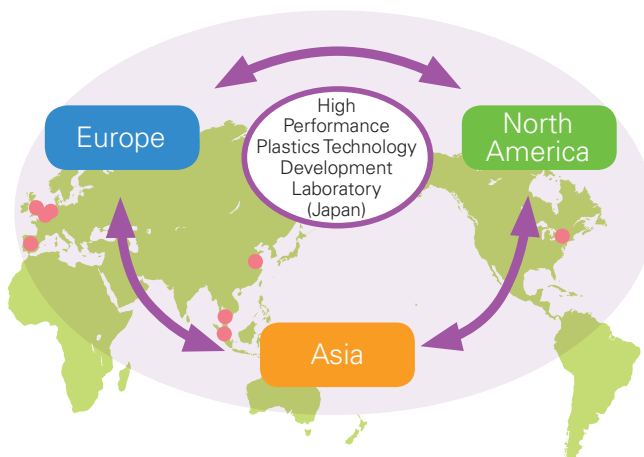 Europe
High
Performance
Plastics Technology
Development
Laboratory
(Japan)
North
America
Asia